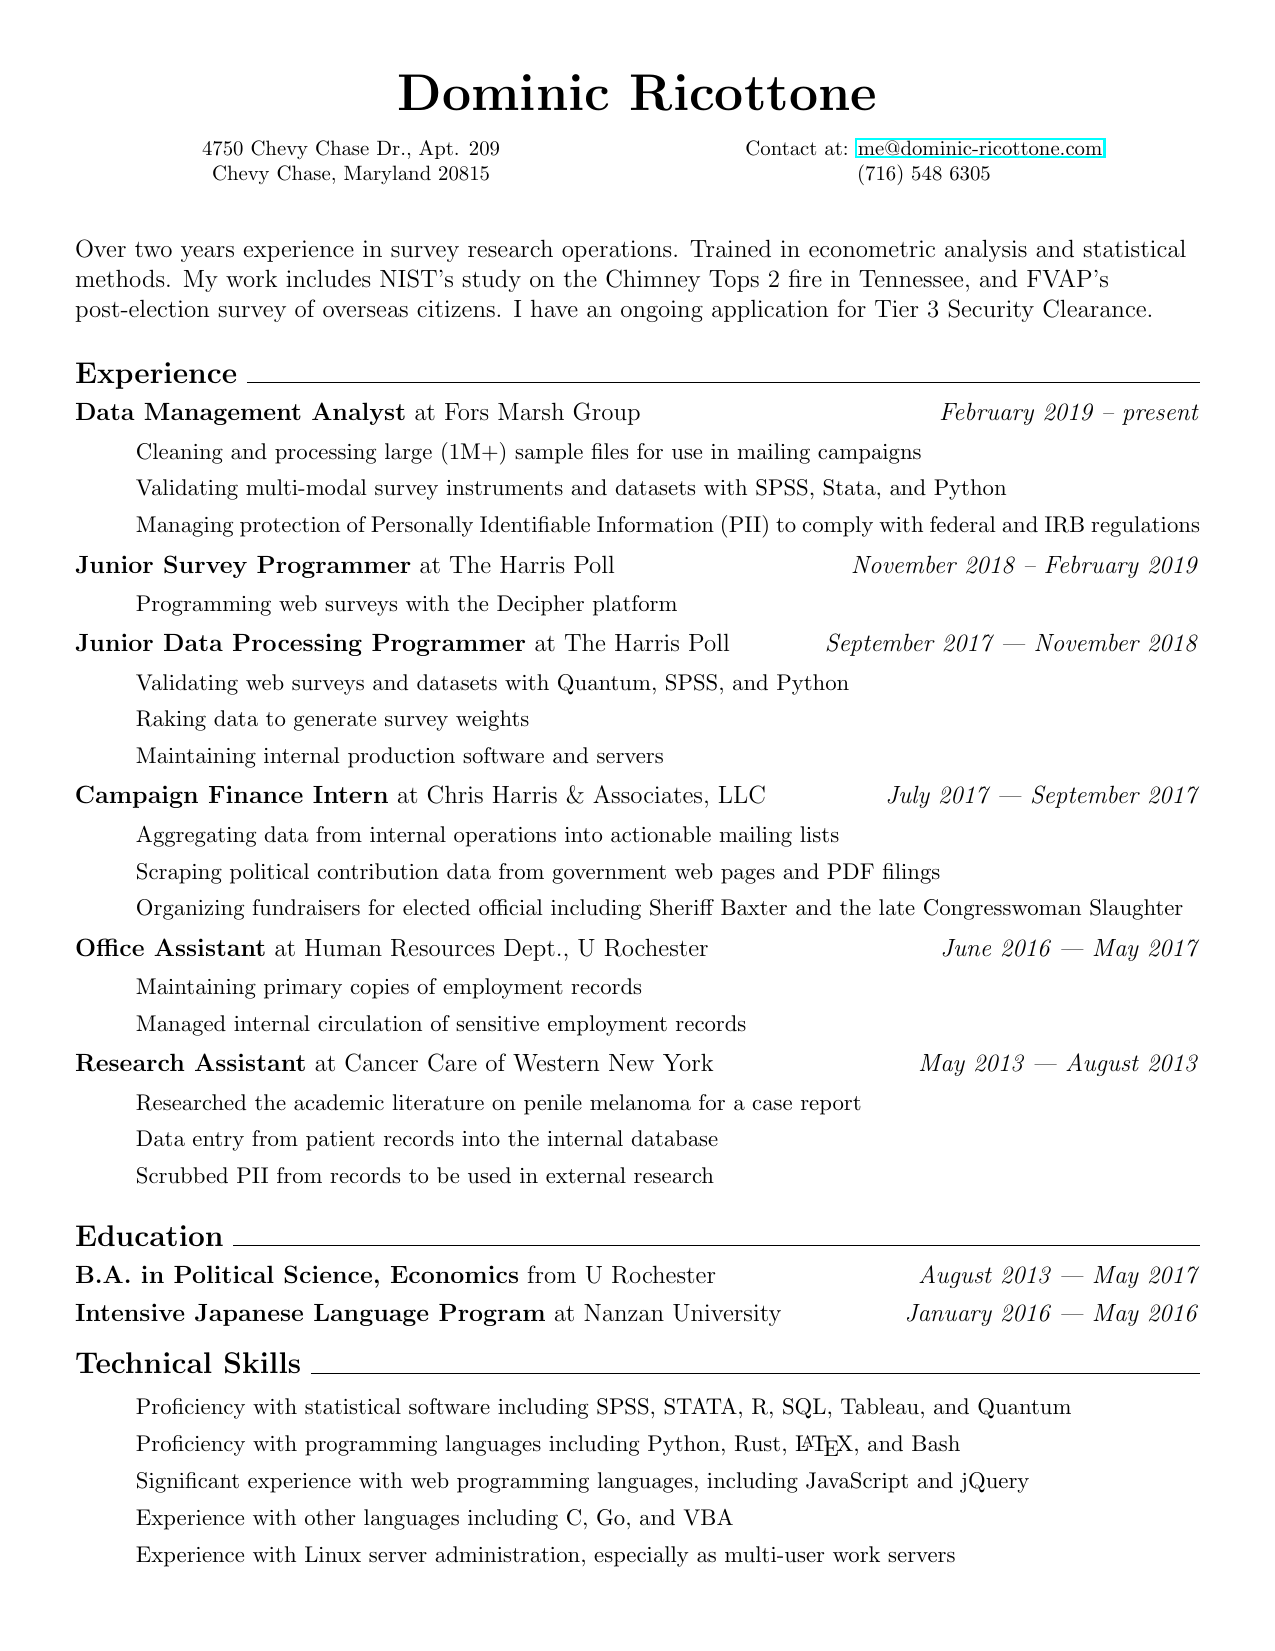 Dominic Ricottone
4750 Chevy Chase Dr., Apt. 209
Chevy Chase, Maryland 20815
Contact at: me@dominic-ricottone.com
(716) 548 6305
Over two years experience in survey research operations. Trained in econometric analysis and statistical
methods. My work includes NIST's study on the Chimney Tops 2 fire in Tennessee, and FVAP's
post-election survey of overseas citizens. I have an ongoing application for Tier 3 Security Clearance.
Experience
Data Management Analyst at Fors Marsh Group February 2019 – present
Cleaning and processing large (1M+) sample files for use in mailing campaigns
Validating multi-modal survey instruments and datasets with SPSS, Stata, and Python
Managing protection of Personally Identifiable Information (PII) to comply with federal and IRB regulations
Junior Survey Programmer at The Harris Poll November 2018 – February 2019
Programming web surveys with the Decipher platform
Junior Data Processing Programmer at The Harris Poll September 2017 — November 2018
Validating web surveys and datasets with Quantum, SPSS, and Python
Raking data to generate survey weights
Maintaining internal production software and servers
Campaign Finance Intern at Chris Harris & Associates, LLC July 2017 — September 2017
Aggregating data from internal operations into actionable mailing lists
Scraping political contribution data from government web pages and PDF filings
Organizing fundraisers for elected official including Sheriff Baxter and the late Congresswoman Slaughter
Office Assistant at Human Resources Dept., U Rochester June 2016 — May 2017
Maintaining primary copies of employment records
Managed internal circulation of sensitive employment records
Research Assistant at Cancer Care of Western New York May 2013 — August 2013
Researched the academic literature on penile melanoma for a case report
Data entry from patient records into the internal database
Scrubbed PII from records to be used in external research
Education
B.A. in Political Science, Economics from U Rochester August 2013 — May 2017
Intensive Japanese Language Program at Nanzan University January 2016 — May 2016
Technical Skills
Proficiency with statistical software including SPSS, STATA, R, SQL, Tableau, and Quantum
Proficiency with programming languages including Python, Rust, LATEX, and Bash
Significant experience with web programming languages, including JavaScript and jQuery
Experience with other languages including C, Go, and VBA
Experience with Linux server administration, especially as multi-user work servers